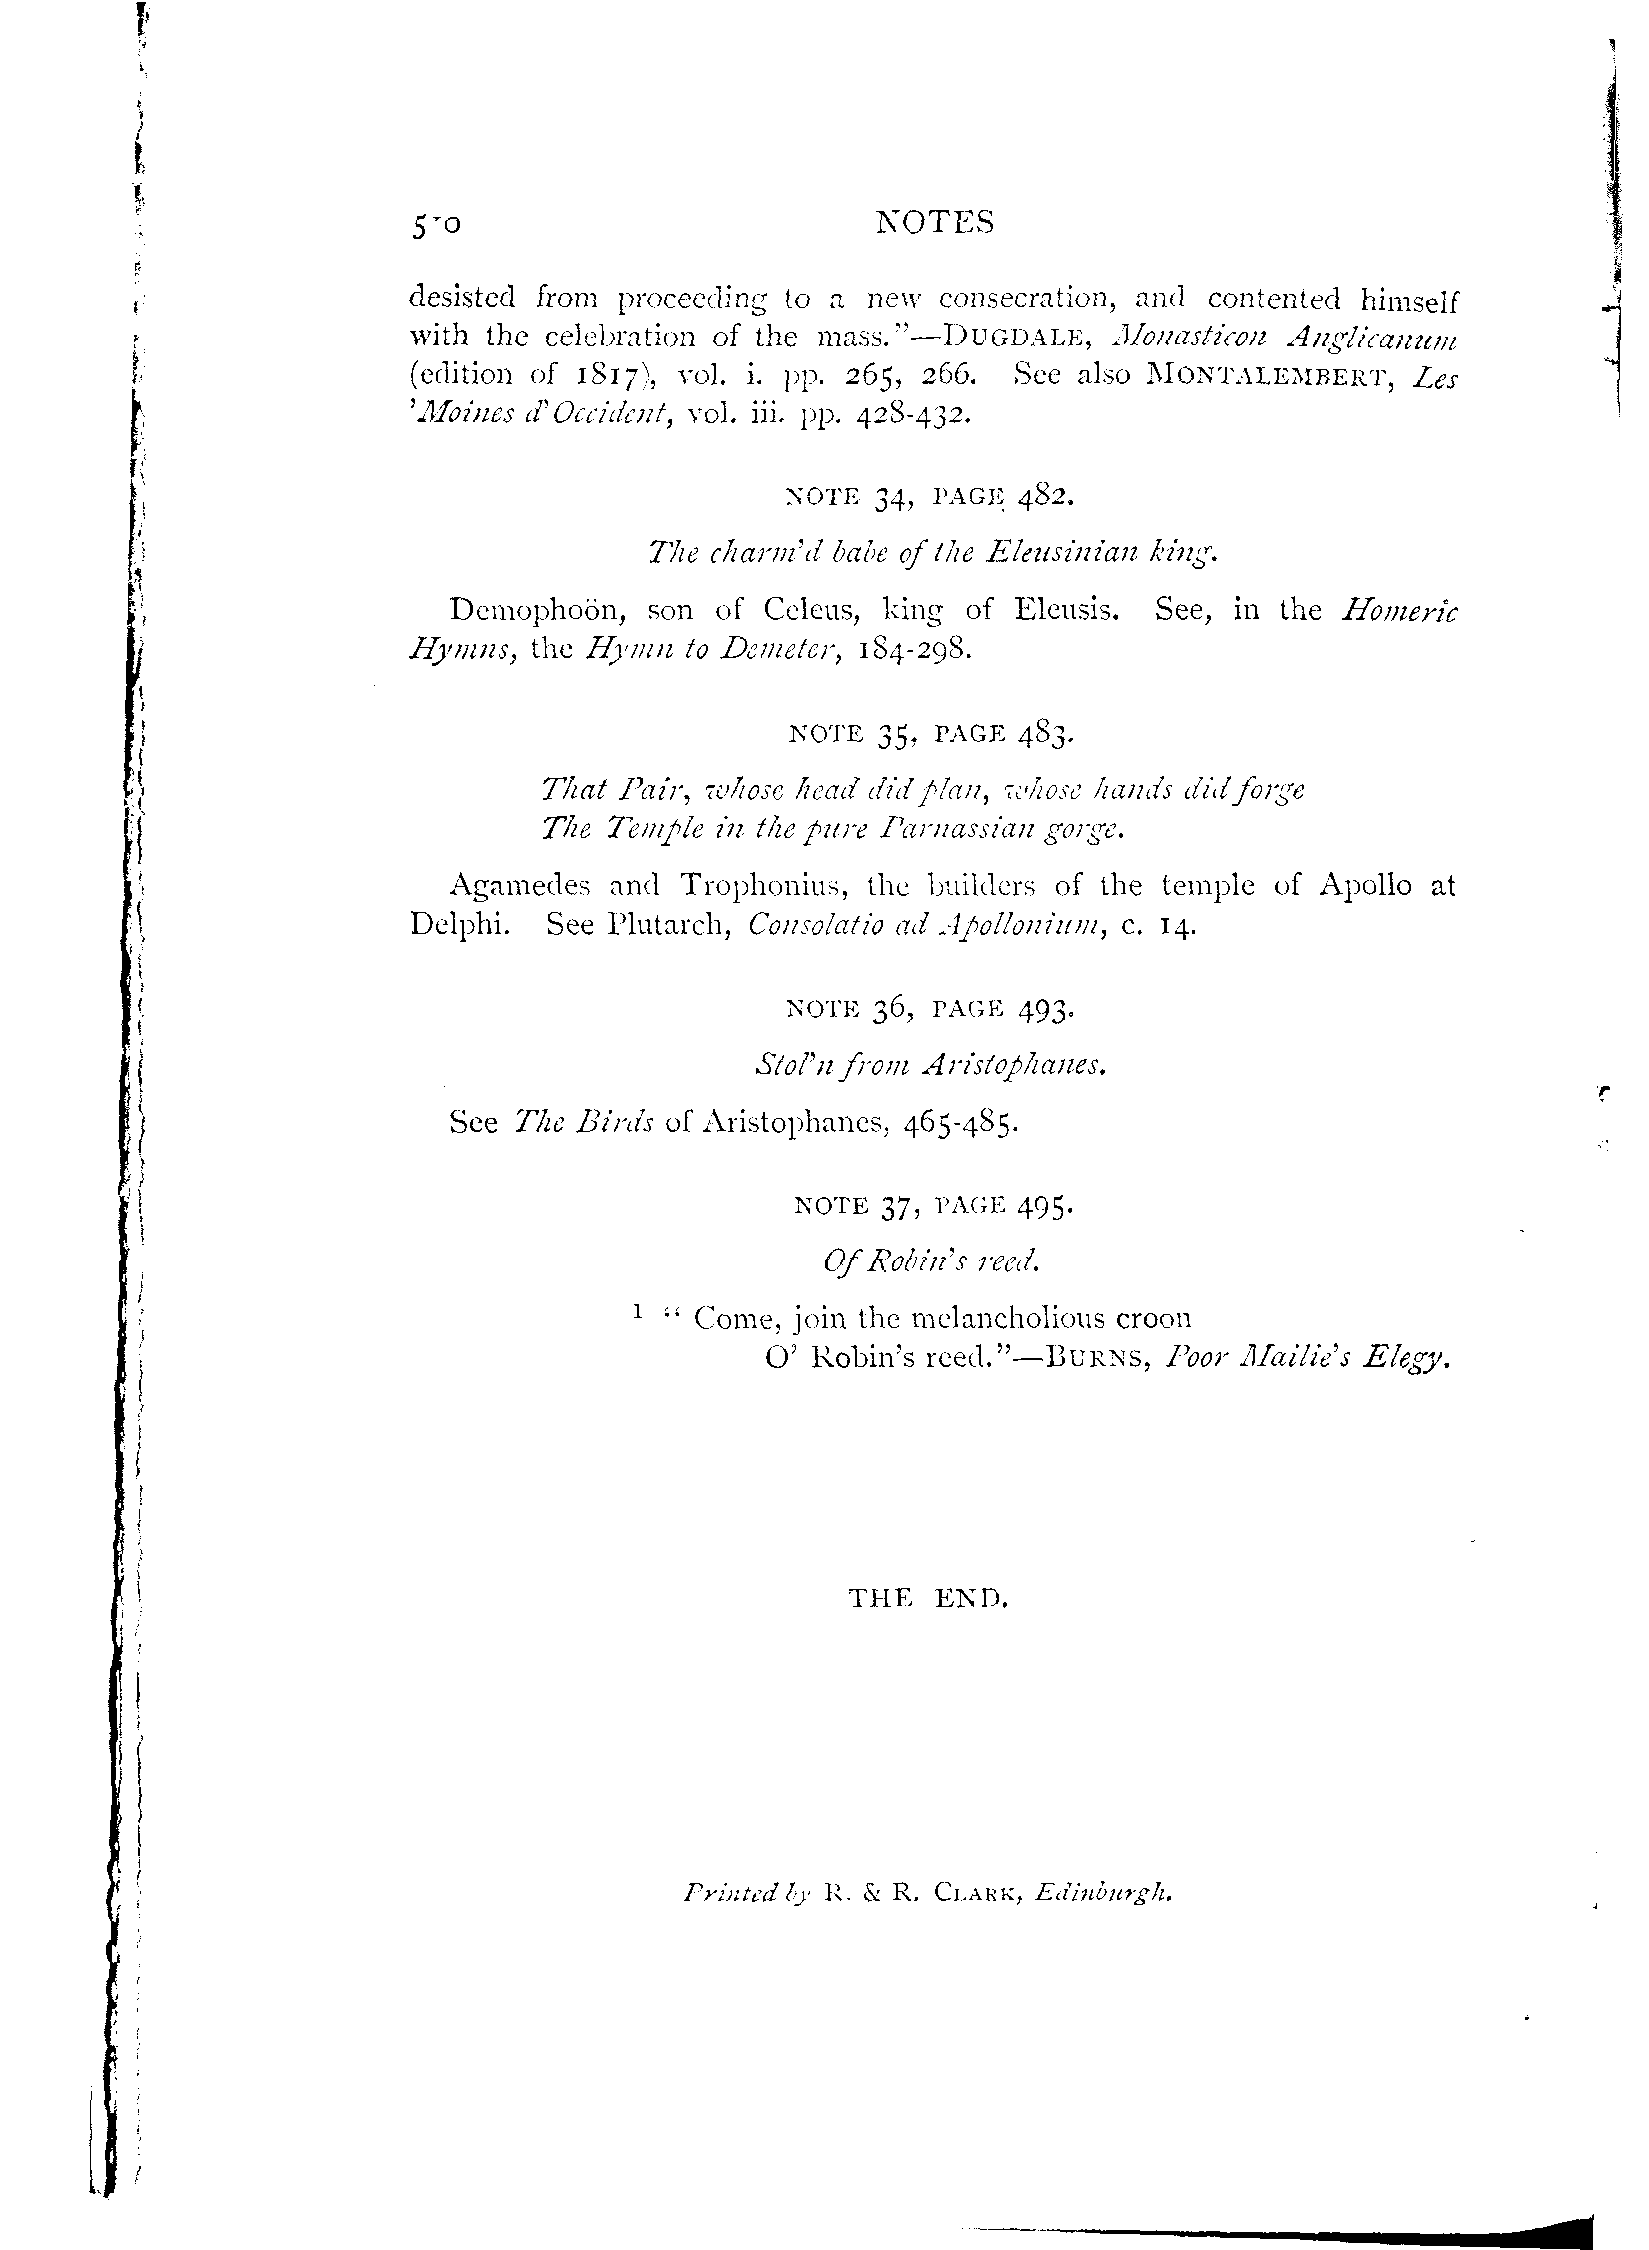 NOTES
desisted from proceeding to a new consecration, and contented himself
with the celebration of the mass."—DUGDALE, Monasticon Anglicanum
(edition of 1817), vol. i. pp. 265, 266. See also MONTALEMBERT, Les
Moines d'Occident, vol. iii. pp. 428-432.
NOTE 34, PAGE 482.
The charm'd babe of the Eleusinian king.
Demophoön, son of Celeus, king of Eleusis. See, in the Homeric
Hymns, the Hymn to Demeter, 184-298.
NOTE 35, PAGE 483.
That Pair, whose head did plan, whose hands did forge
The Temple in the pure Parnassian gorge.
Agamedes and Trophonius, the builders of the temple of Apollo at
Delphi. See Plutarch, Consolatio ad Apollonium, c. 14.
NOTE 36, PAGE 493.
Stol'n from Aristophanes.
See The Birds of Aristophanes, 465-485.
NOTE 37, PAGE 495.
Of Robin's reed.
1 "Come, join the melancholious croon
O' Robin's reed."—BURNS, Poor Mailie's Elegy.
THE END.
Printed by R. & R. CLARK, Edinburgh.